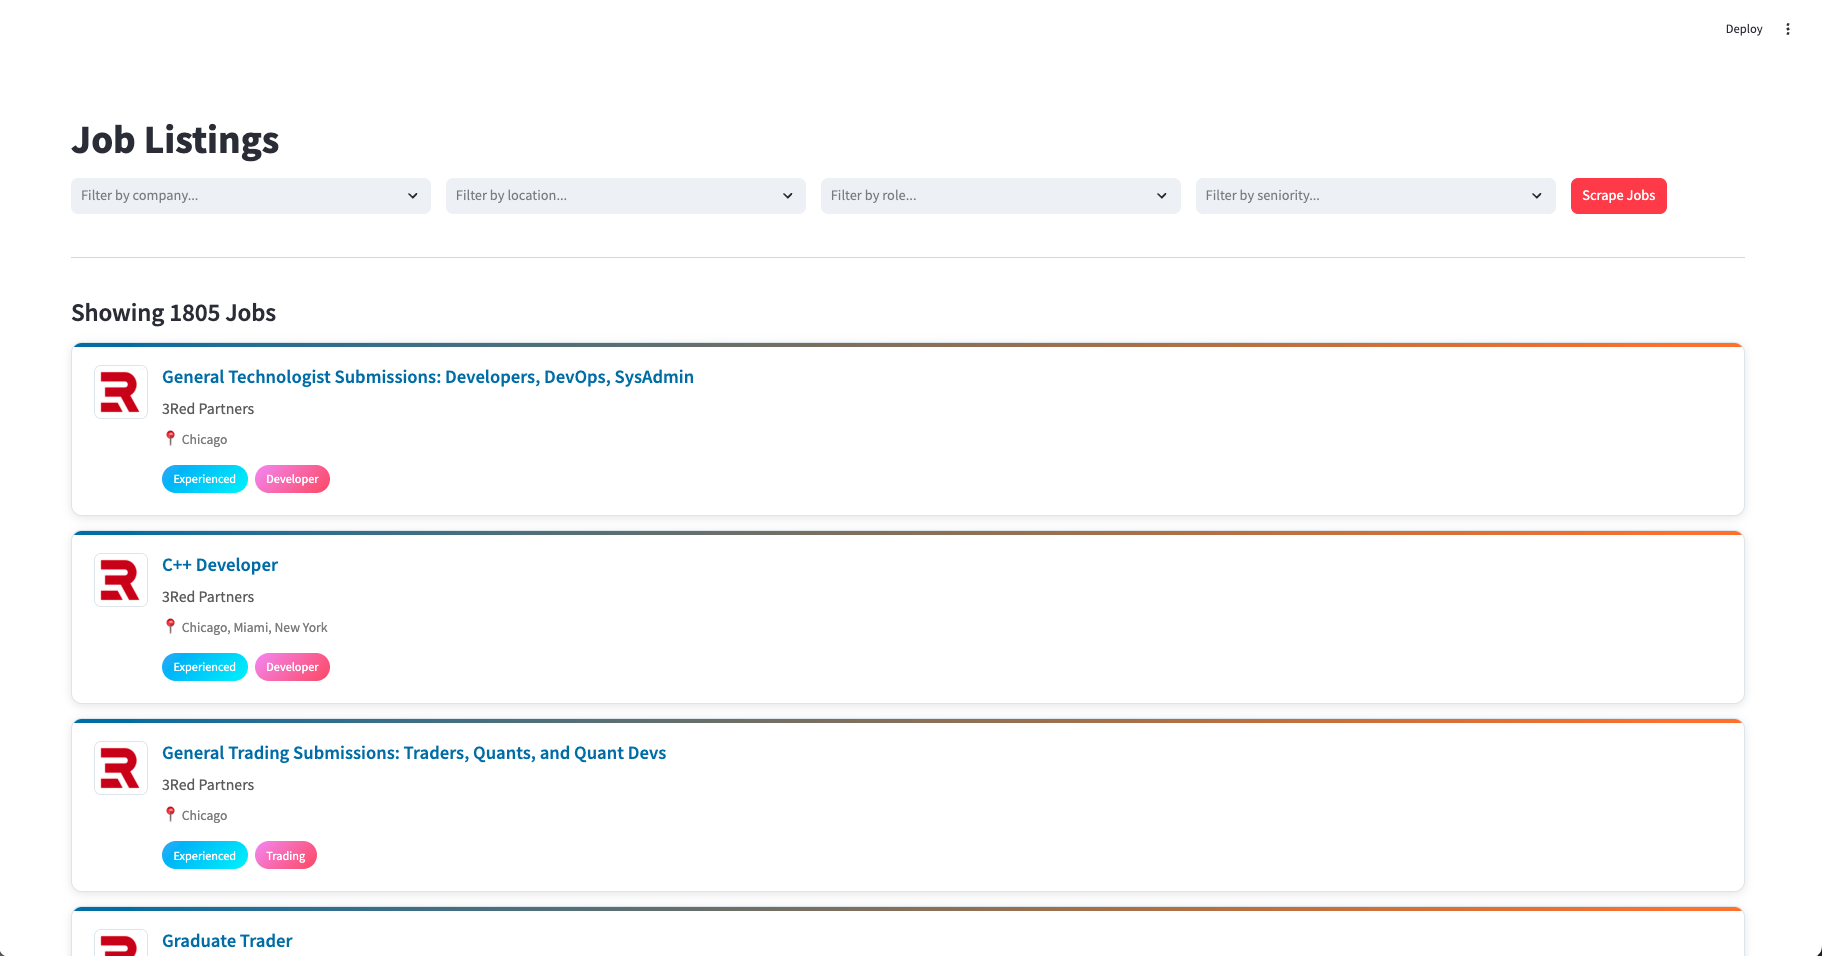 Deploy
Job Listings
Filter by company...
Filter by location...
Filter by role...
Filter by seniority...
Scrape Jobs
Showing 1805 Jobs
General Technologist Submissions: Developers, DevOps, SysAdmin
3Red Partners
Chicago
Experienced Developer
C++ Developer
3Red Partners
Chicago, Miami, New York
Experienced Developer
General Trading Submissions: Traders, Quants, and Quant Devs
3Red Partners
Chicago
Experienced Trading
Graduate Trader